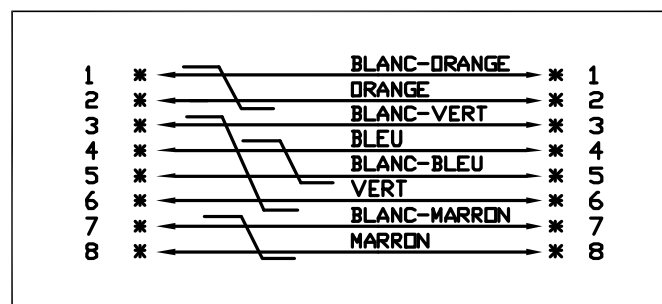 1 * BLANC-ORANGE * 1
2 * ORANGE * 2
3 * BLANC-VERT * 3
4 * BLEU * 4
5 * BLANC-BLEU * 5
6 * VERT * 6
7 * BLANC-MARRON * 7
8 * MARRON * 8